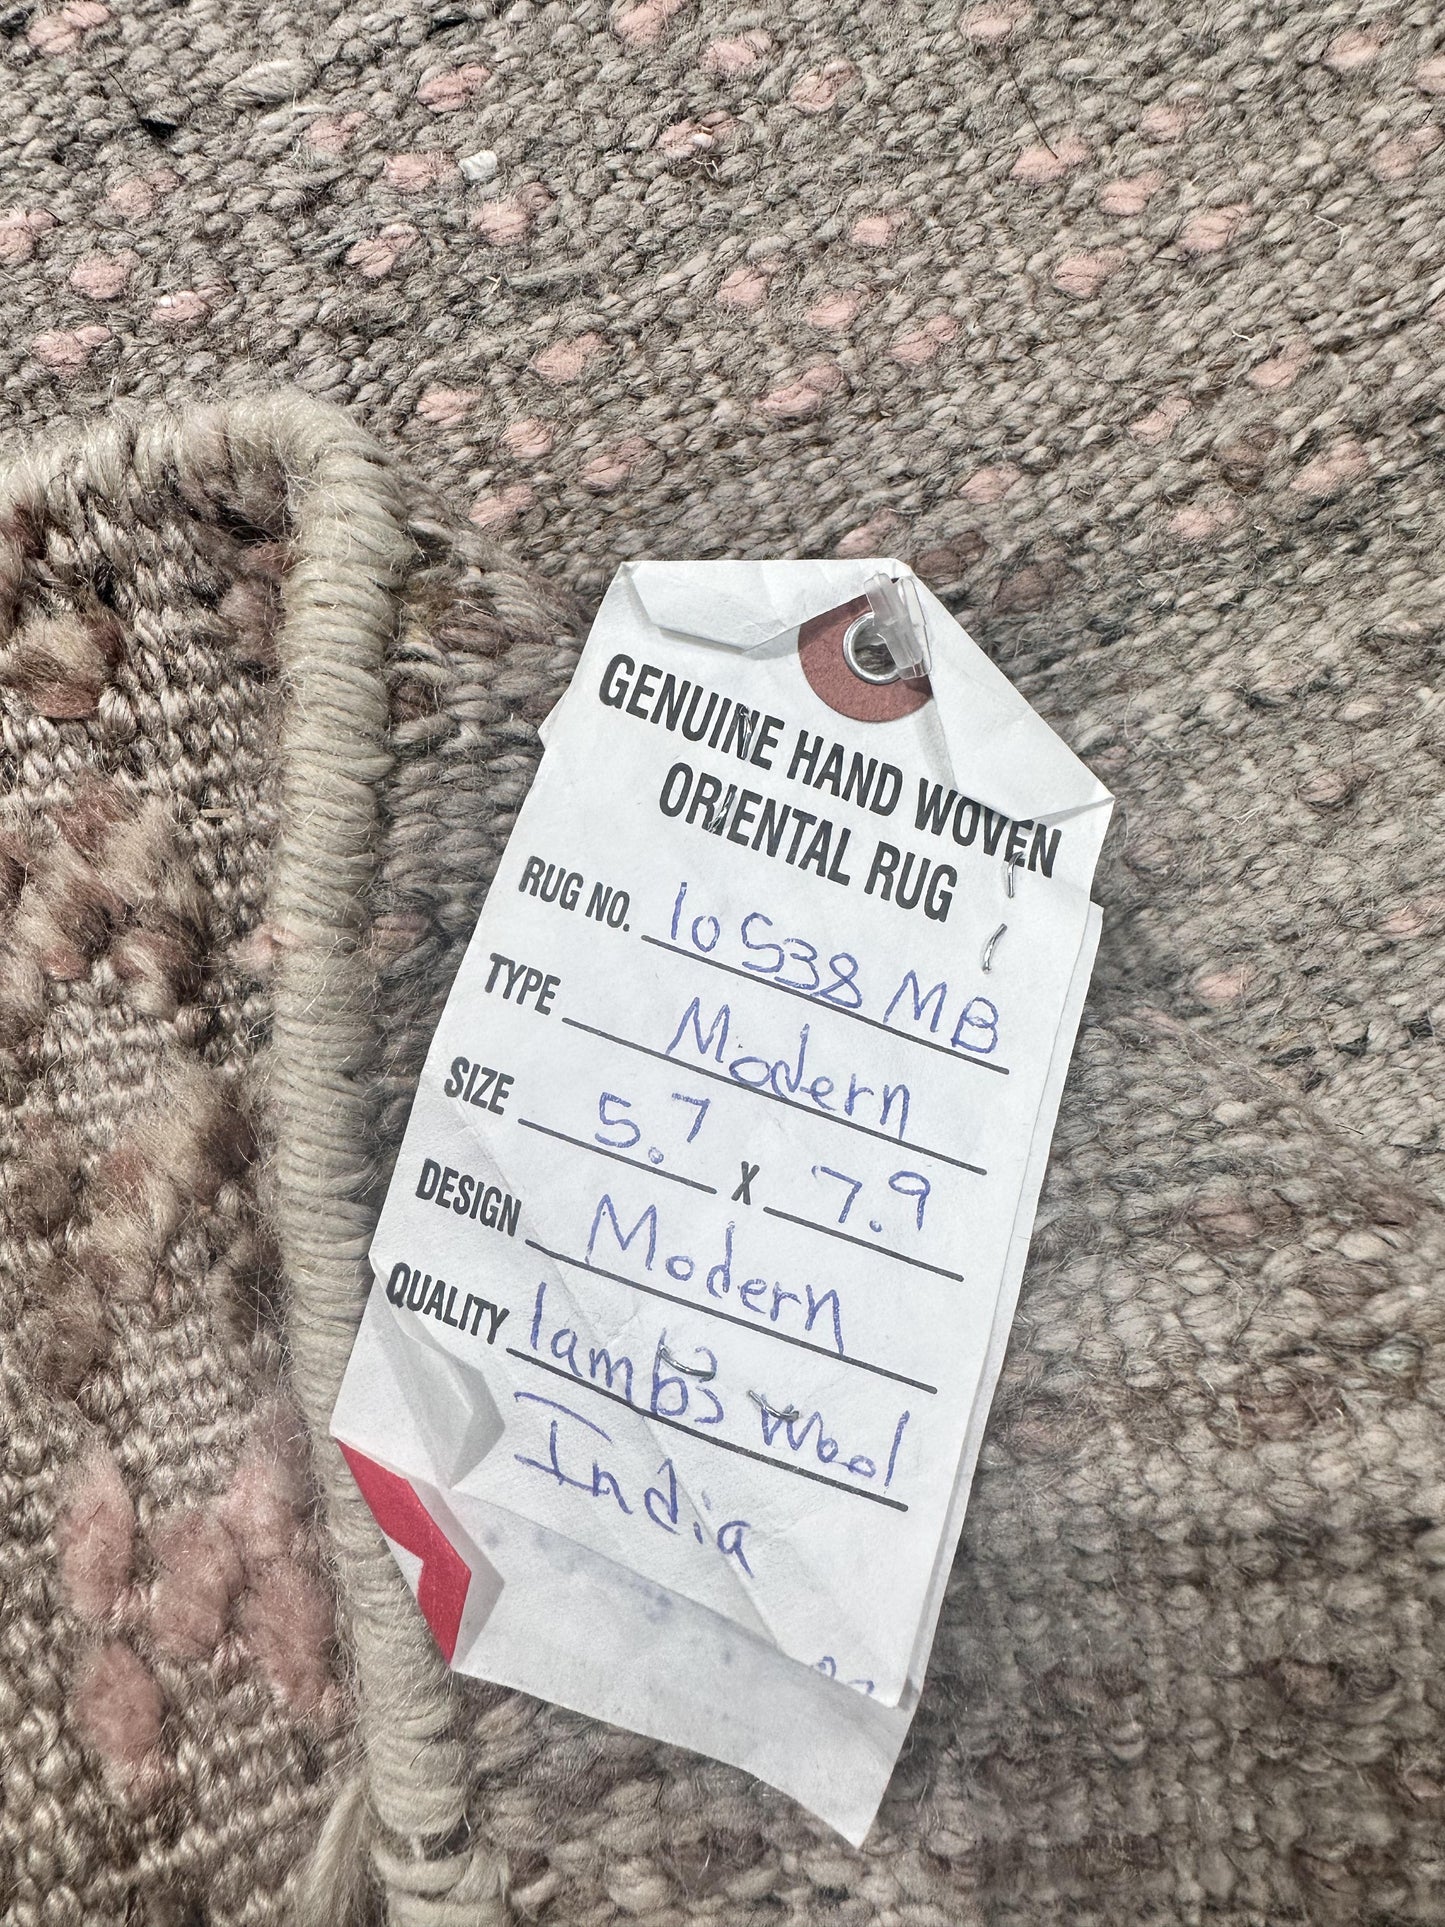 GENUINE HAND WOVEN
ORIENTAL RUG
RUG NO. 10538 MB
TYPE Modern
SIZE 5.7 X 7.9
DESIGN Modern
QUALITY lambs wool
India